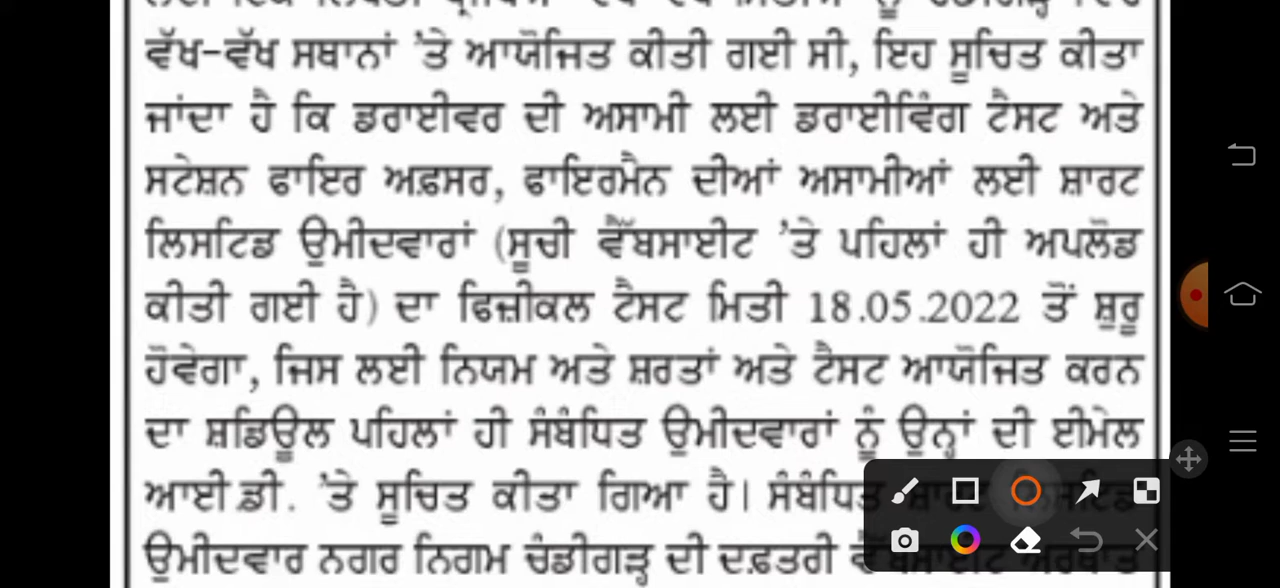 ਵੱਖ-ਵੱਖ ਸਥਾਨਾਂ 'ਤੇ ਆਯੋਜਿਤ ਕੀਤੀ ਗਈ ਸੀ, ਇਹ ਸੂਚਿਤ ਕੀਤਾ
ਜਾਂਦਾ ਹੈ ਕਿ ਡਰਾਈਵਰ ਦੀ ਅਸਾਮੀ ਲਈ ਡਰਾਈਵਿੰਗ ਟੈਸਟ ਅਤੇ
ਸਟੇਸ਼ਨ ਫਾਇਰ ਅਫ਼ਸਰ, ਫਾਇਰਮੈਨ ਦੀਆਂ ਅਸਾਮੀਆਂ ਲਈ ਸ਼ਾਰਟ
ਲਿਸਟਿਡ ਉਮੀਦਵਾਰਾਂ (ਸੂਚੀ ਵੈੱਬਸਾਈਟ 'ਤੇ ਪਹਿਲਾਂ ਹੀ ਅਪਲੋਡ
ਕੀਤੀ ਗਈ ਹੈ) ਦਾ ਫਿਜ਼ੀਕਲ ਟੈਸਟ ਮਿਤੀ 18.05.2022 ਤੋਂ ਸ਼ੁਰੂ
ਹੋਵੇਗਾ, ਜਿਸ ਲਈ ਨਿਯਮ ਅਤੇ ਸ਼ਰਤਾਂ ਅਤੇ ਟੈਸਟ ਆਯੋਜਿਤ ਕਰਨ
ਦਾ ਸ਼ਡਿਊਲ ਪਹਿਲਾਂ ਹੀ ਸੰਬੰਧਿਤ ਉਮੀਦਵਾਰਾਂ ਨੂੰ ਉਨ੍ਹਾਂ ਦੀ ਈਮੇਲ
ਆਈ.ਡੀ. 'ਤੇ ਸੂਚਿਤ ਕੀਤਾ ਗਿਆ ਹੈ। ਸੰਬੰਧਿਤ
ਉਮੀਦਵਾਰ ਨਗਰ ਨਿਗਮ ਚੰਡੀਗੜ੍ਹ ਦੀ ਦਫ਼ਤਰੀ